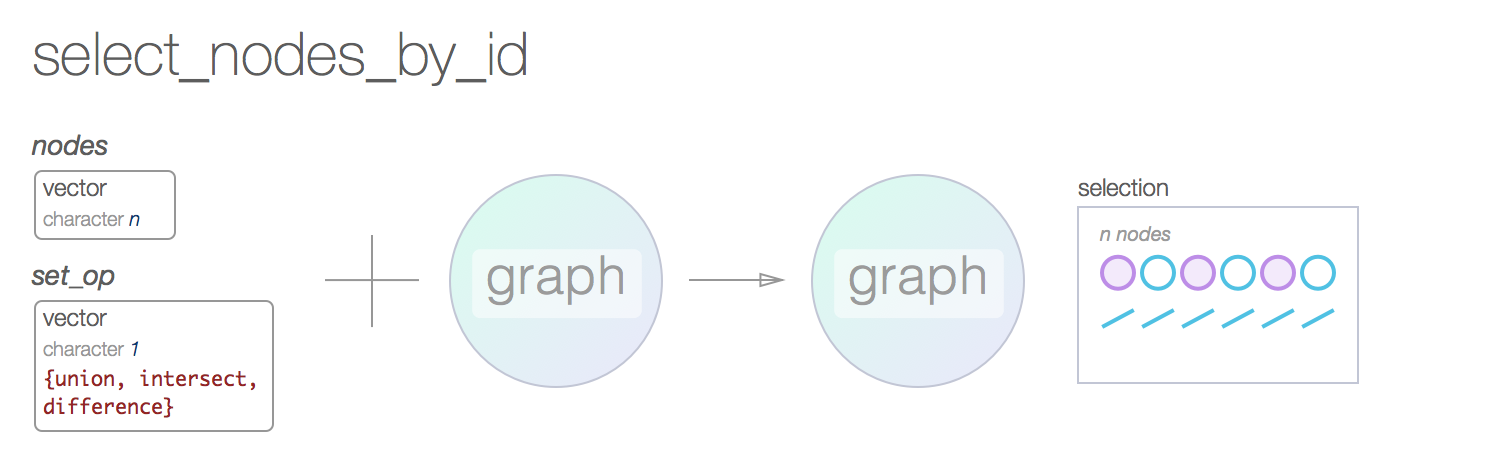 select_nodes_by_id
nodes
vector
character n
set_op
vector
character 1
{union, intersect,
difference}
graph
graph
selection
n nodes